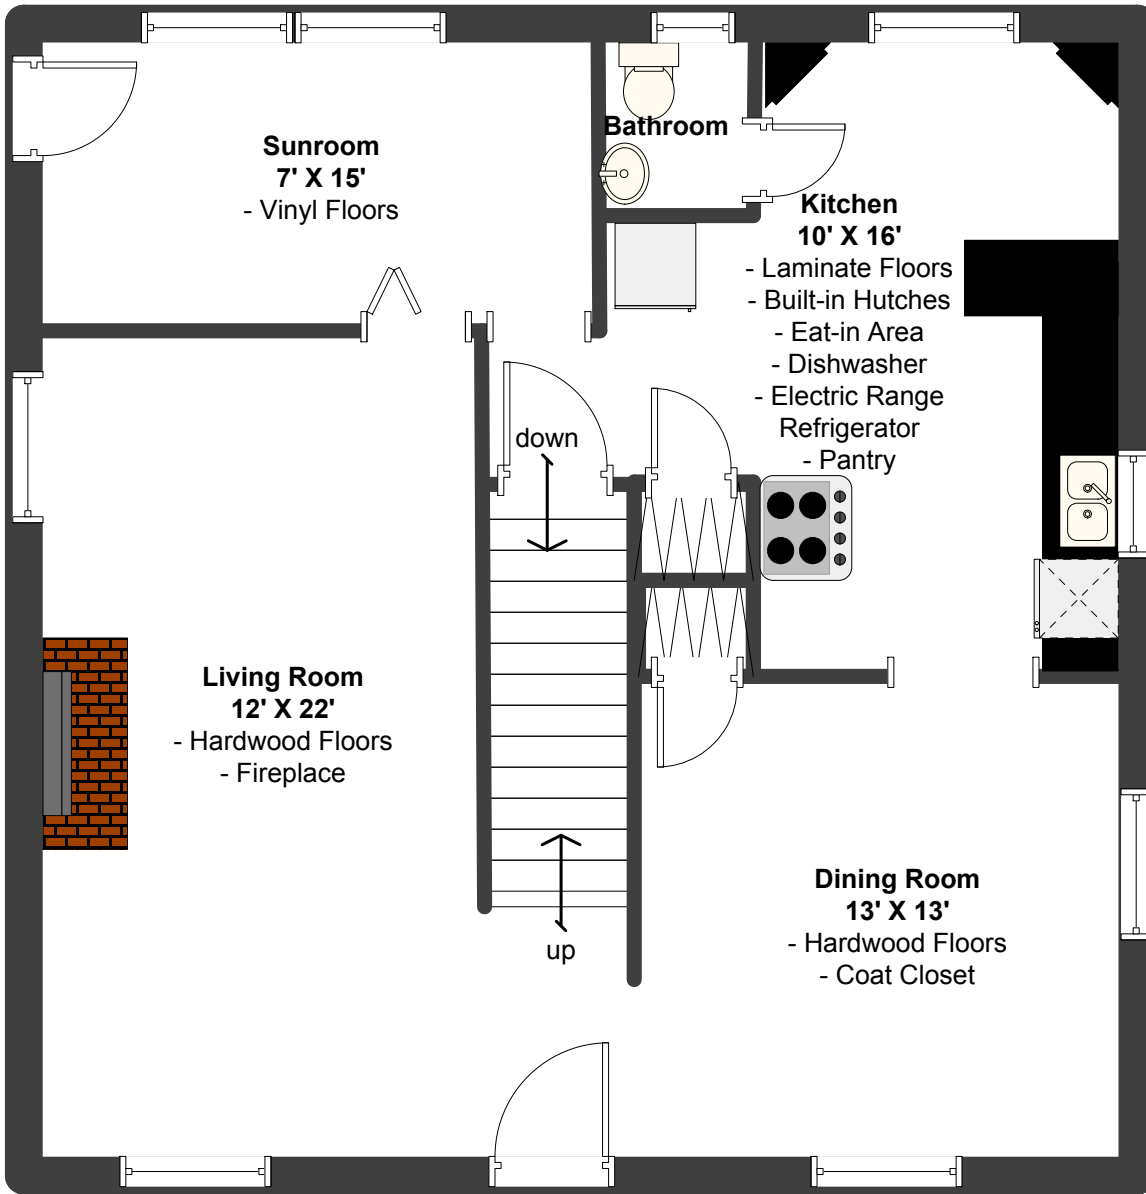 Sunroom
7' X 15'
- Vinyl Floors
Bathroom
Kitchen
10' X 16'
- Laminate Floors
- Built-in Hutches
- Eat-in Area
- Dishwasher
- Electric Range
Refrigerator
- Pantry
down
Living Room
12' X 22'
- Hardwood Floors
- Fireplace
up
Dining Room
13' X 13'
- Hardwood Floors
- Coat Closet